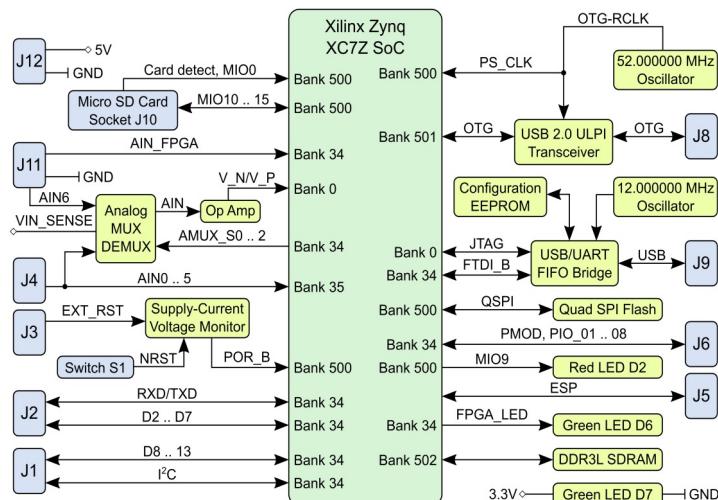 Xilinx Zynq
XC7Z SoC
J12
5V
GND
Card detect, MIO0
Bank 500
Micro SD Card
Socket J10
MIO10 .. 15
Bank 500
J11
AIN_FPGA
Bank 34
GND
V_N/V_P
Bank 0
AIN6
VIN_SENSE
Analog
MUX
DEMUX
AIN
Op Amp
AMUX_S0 .. 2
Bank 34
J4
AIN0 .. 5
Bank 35
J3
EXT_RST
Supply-Current
Voltage Monitor
Switch S1
NRST
POR_B
Bank 500
J2
RXD/TXD
Bank 34
D2 .. D7
Bank 34
J1
D8 .. 13
Bank 34
I²C
Bank 34
OTG-RCLK
Bank 500
PS_CLK
52.000000 MHz
Oscillator
Bank 501
OTG
USB 2.0 ULPI
Transceiver
OTG
J8
Configuration
EEPROM
12.000000 MHz
Oscillator
Bank 0
JTAG
Bank 34
FTDI_B
USB/UART
FIFO Bridge
USB
J9
Bank 500
QSPI
Quad SPI Flash
Bank 34
PMOD, PIO_01 .. 08
J6
Bank 500
MIO9
Red LED D2
ESP
J5
Bank 34
FPGA_LED
Green LED D6
Bank 502
DDR3L SDRAM
3.3V
Green LED D7
GND